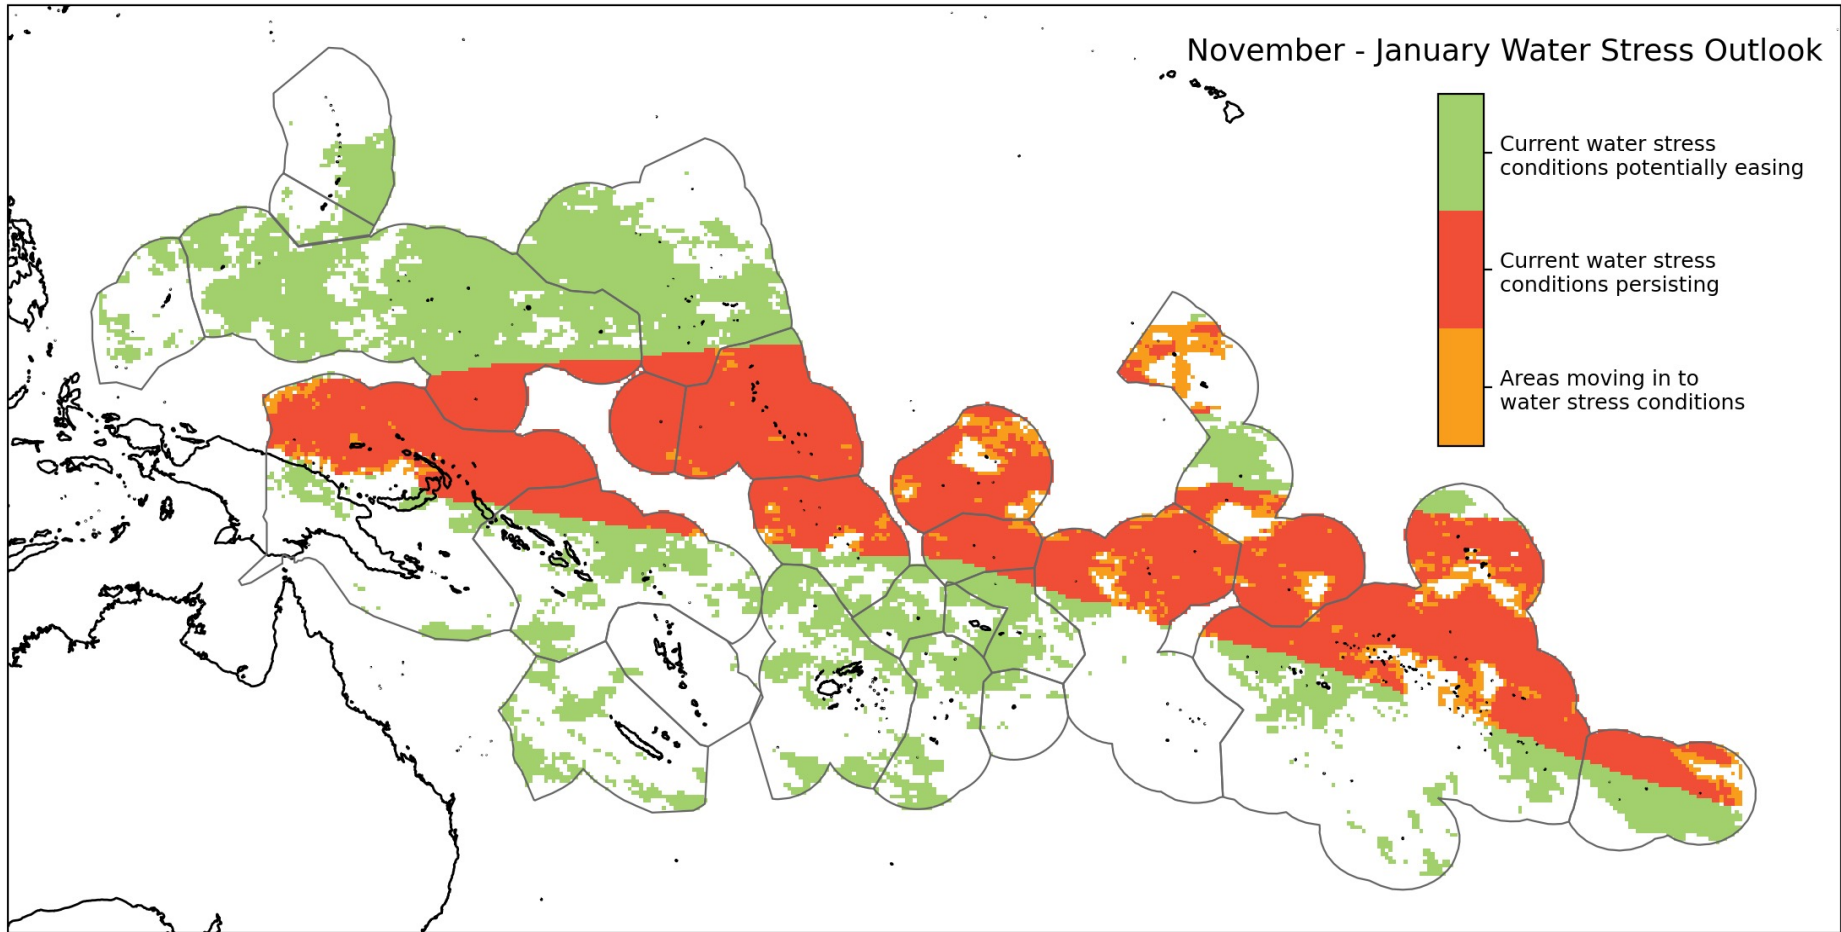 November - January Water Stress Outlook
Current water stress
conditions potentially easing
Current water stress
conditions persisting
Areas moving in to
water stress conditions